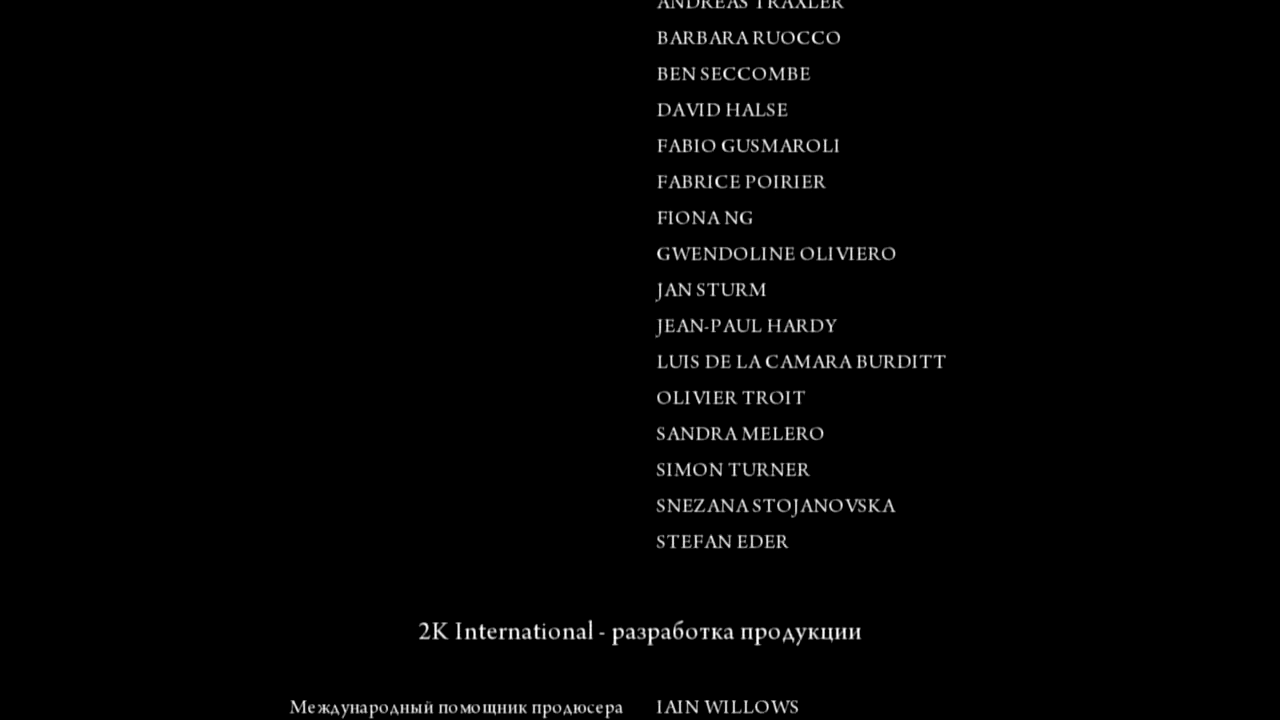 ANDREAS TRAXLER
BARBARA RUOCCO
BEN SECCOMBE
DAVID HALSE
FABIO GUSMAROLI
FABRICE POIRIER
FIONA NG
GWENDOLINE OLIVIERO
JAN STURM
JEAN-PAUL HARDY
LUIS DE LA CAMARA BURDITT
OLIVIER TROIT
SANDRA MELERO
SIMON TURNER
SNEZANA STOJANOVSKA
STEFAN EDER
2K International - разработка продукции
Международный помощник продюсера IAIN WILLOWS